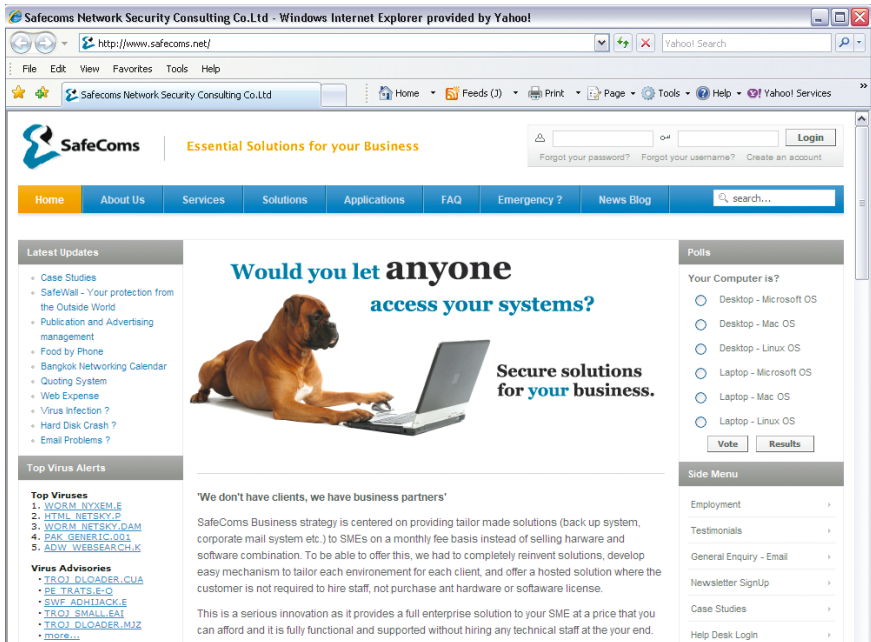 Safecoms Network Security Consulting Co.Ltd - Windows Internet Explorer provided by Yahoo!
http://www.safecoms.net/
Yahoo! Search
File Edit View Favorites Tools Help
Safecoms Network Security Consulting Co.Ltd
Home Feeds (J) Print Page Tools Help Yahoo! Services »
SafeComs
Essential Solutions for your Business
Login
Forgot your password? Forgot your username? Create an account
Home About Us Services Solutions Applications FAQ Emergency ? News Blog search...
Latest Updates
Case Studies
SafeWall - Your protection from
the Outside World
Publication and Advertising
management
Food by Phone
Bangkok Networking Calendar
Quoting System
Web Expense
Virus Infection ?
Hard Disk Crash ?
Email Problems ?
Top Virus Alerts
Top Viruses
1. WORM_NYXEM.E
2. HTML_NETSKY.P
3. WORM_NETSKY.DAM
4. PAK_GENERIC.001
5. ADW_WEBSEARCH.K
Virus Advisories
TROJ_DLOADER.CUA
PE_TRATS.E-O
SWF_ADHIJACK.E
TROJ_SMALL.EAI
TROJ_DLOADER.MJZ
more...
Would you let anyone
access your systems?
Secure solutions
for your business.
'We don't have clients, we have business partners'
SafeComs Business strategy is centered on providing tailor made solutions (back up system,
corporate mail system etc.) to SMEs on a monthly fee basis instead of selling harware and
software combination. To be able to offer this, we had to completely reinvent solutions, develop
easy mechanism to tailor each environement for each client, and offer a hosted solution where the
customer is not required to hire staff, not purchase ant hardware or softaware license.
This is a serious innovation as it provides a full enterprise solution to your SME at a price that you
can afford and it is fully functional and supported without hiring any technical staff at the your end.
Polls
Your Computer is?
Desktop - Microsoft OS
Desktop - Mac OS
Desktop - Linux OS
Laptop - Microsoft OS
Laptop - Mac OS
Laptop - Linux OS
Vote Results
Side Menu
Employment
Testimonials
General Enquiry - Email
Newsletter SignUp
Case Studies
Help Desk Login